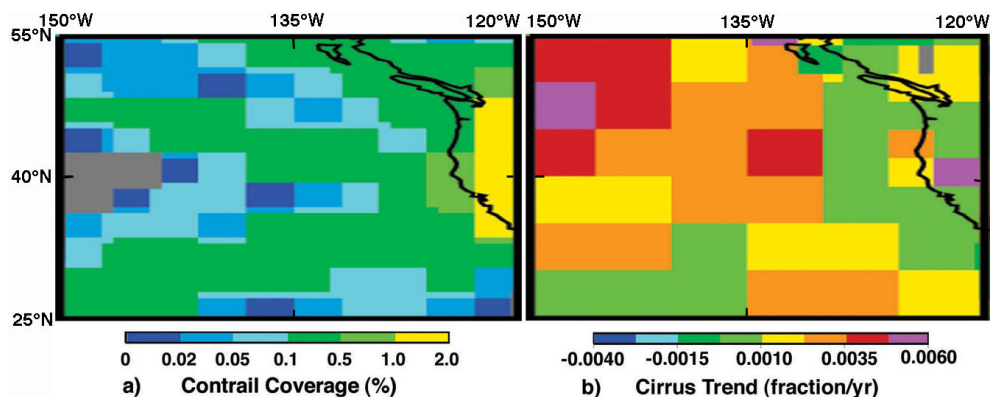 150°W 135°W 120°W 150°W 135°W 120°W
55°N
40°N
25°N
0 0.02 0.05 0.1 0.5 1.0 2.0 -0.0040 -0.0015 0.0010 0.0035 0.0060
a) Contrail Coverage (%) b) Cirrus Trend (fraction/yr)